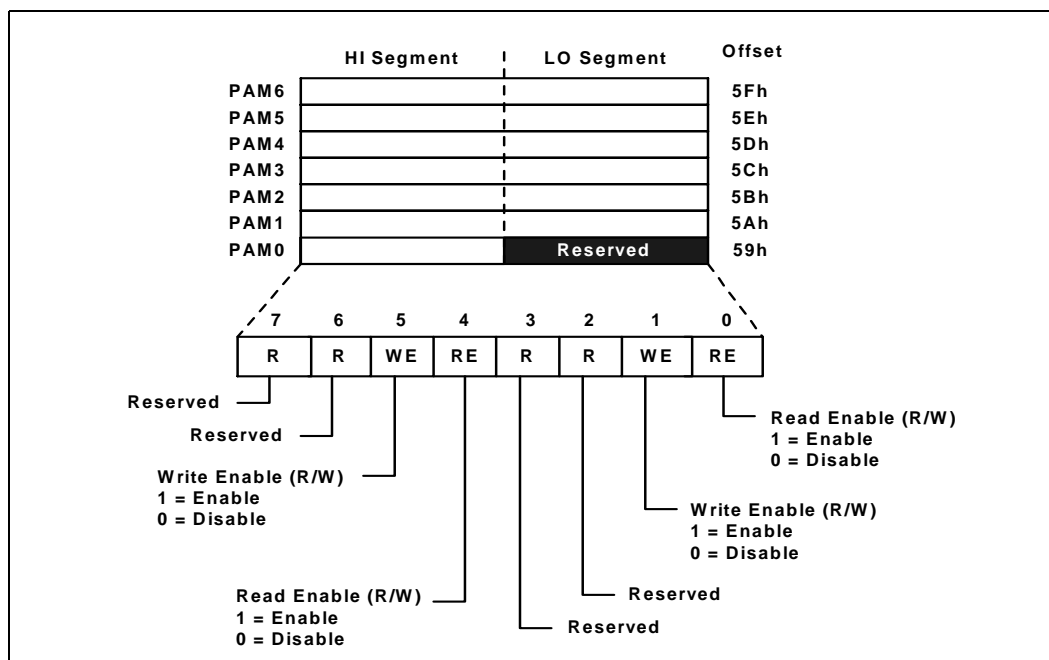 HI Segment LO Segment Offset
PAM6 5Fh
PAM5 5Eh
PAM4 5Dh
PAM3 5Ch
PAM2 5Bh
PAM1 5Ah
PAM0 Reserved 59h
7 6 5 4 3 2 1 0
R R WE RE R R WE RE
Reserved
Reserved
Read Enable (R/W)
1 = Enable
0 = Disable
Write Enable (R/W)
1 = Enable
0 = Disable
Write Enable (R/W)
1 = Enable
0 = Disable
Read Enable (R/W)
1 = Enable
0 = Disable
Reserved
Reserved